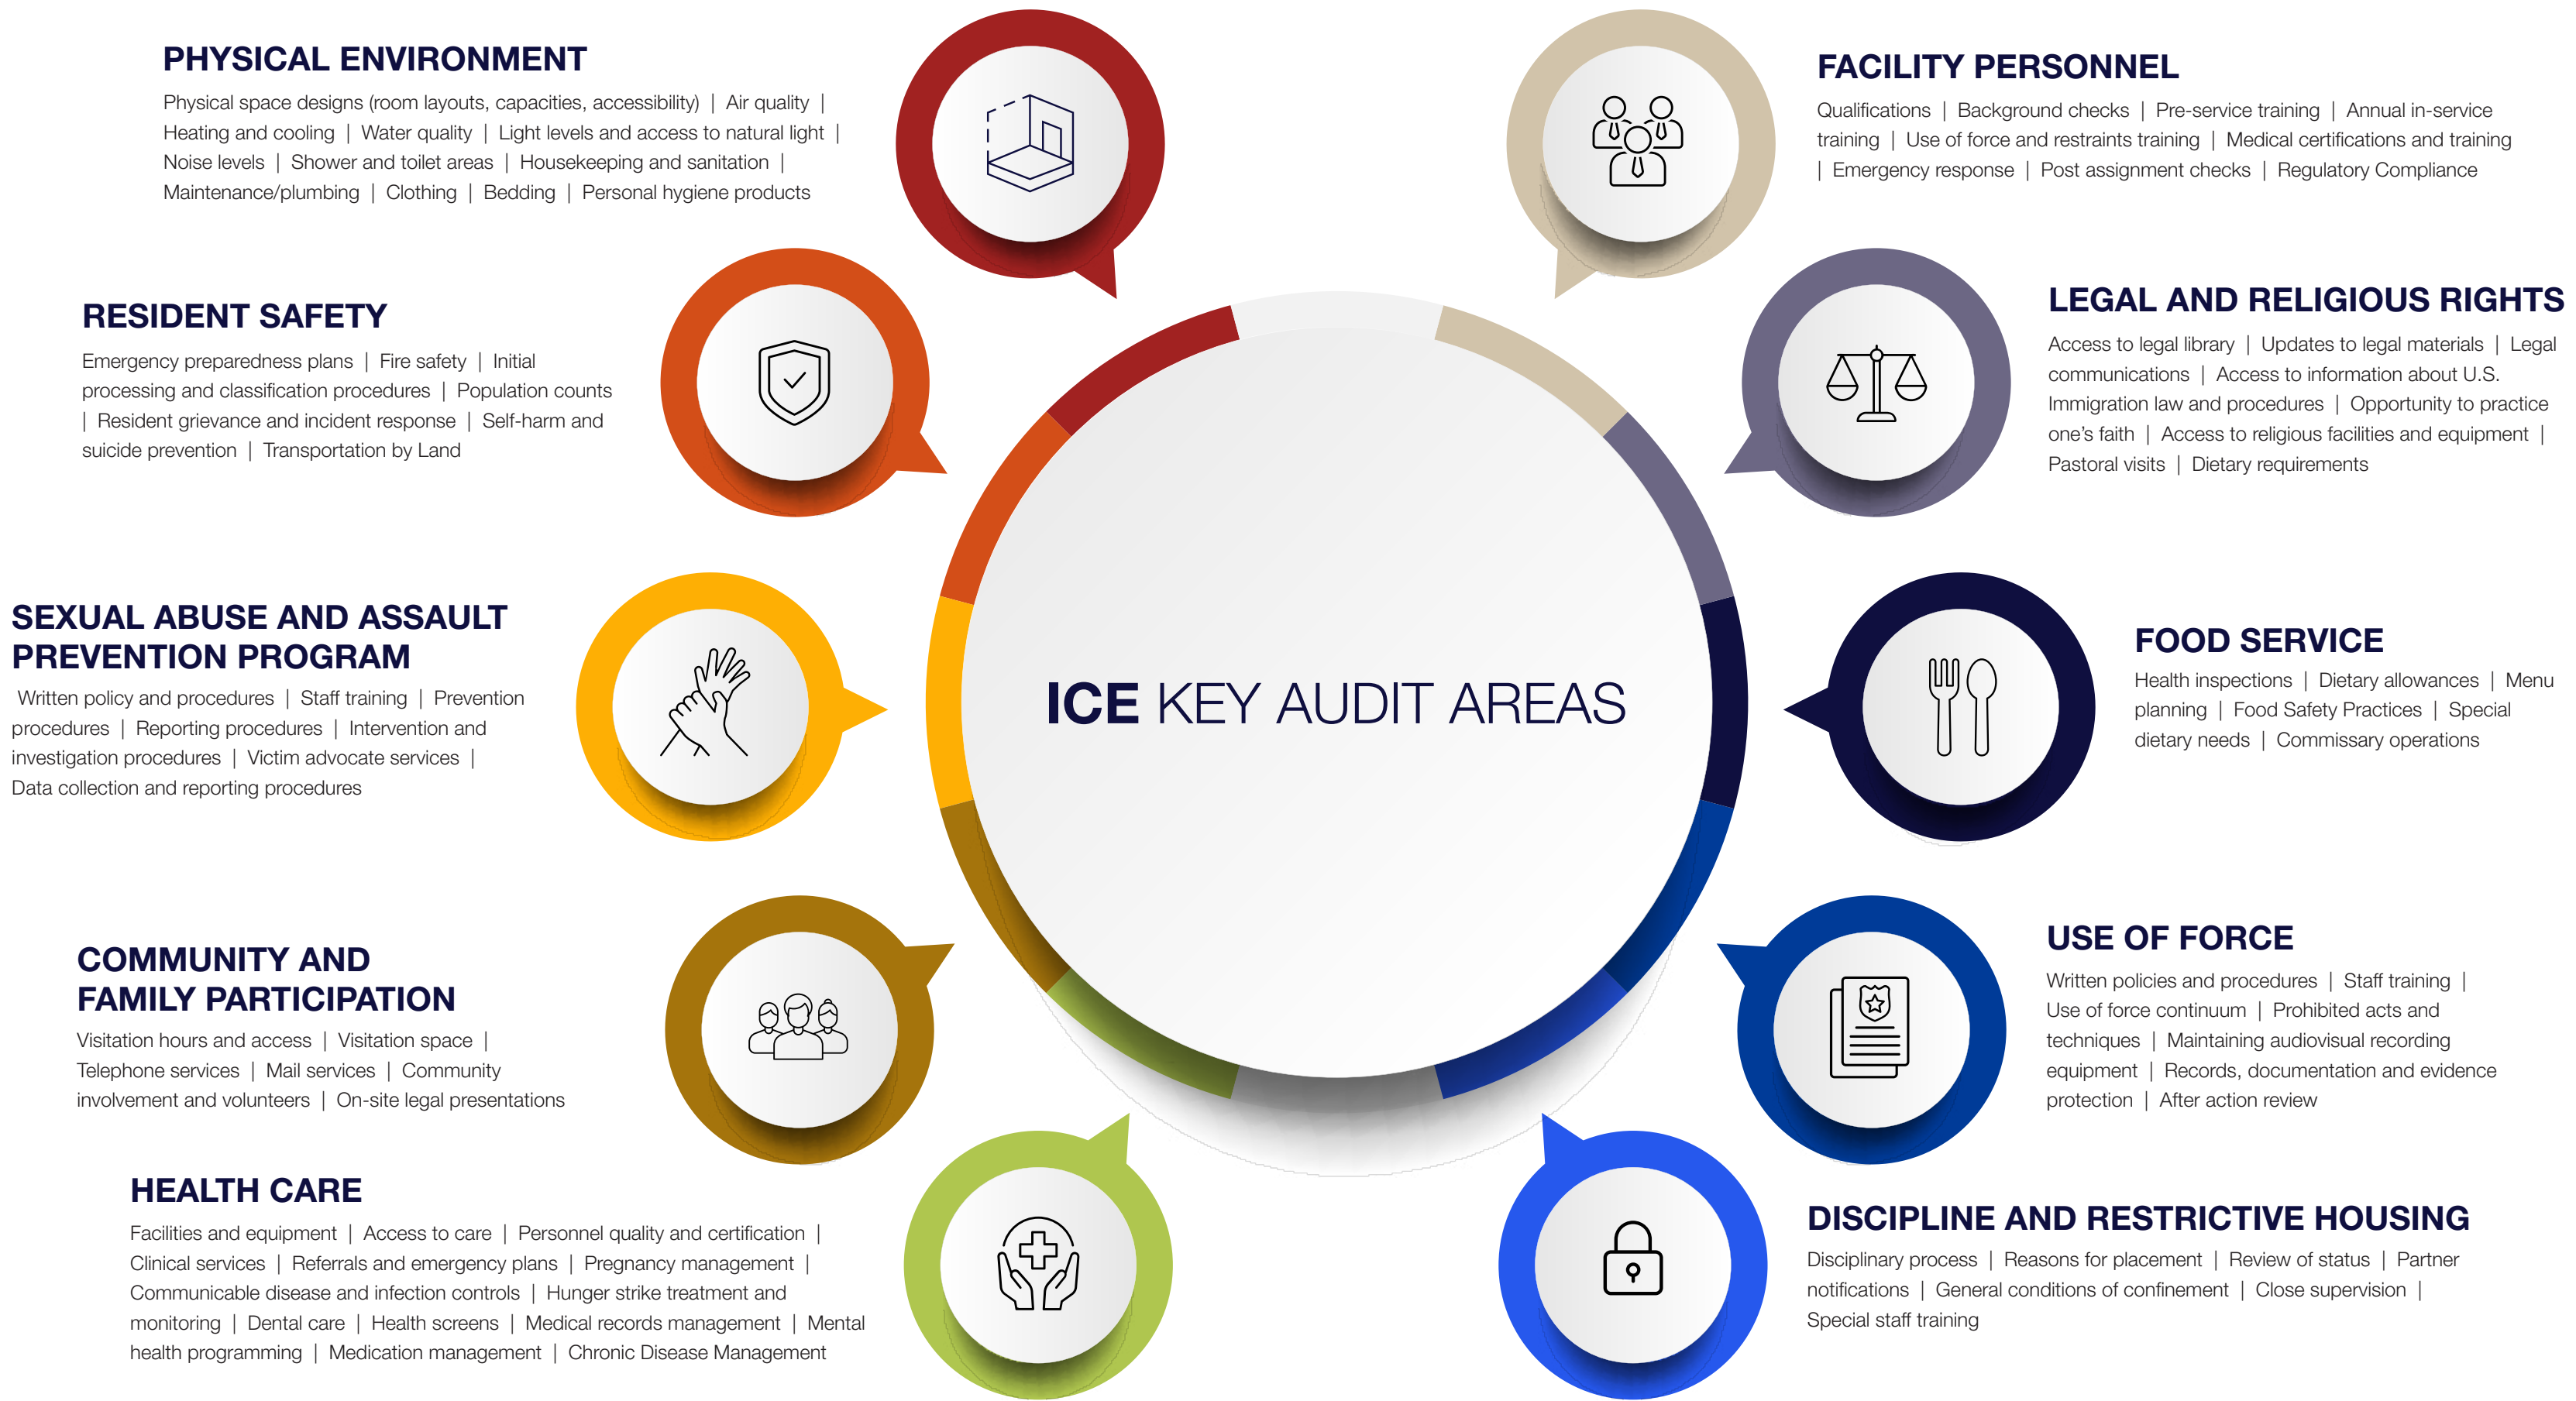 PHYSICAL ENVIRONMENT
Physical space designs (room layouts, capacities, accessibility) | Air quality |
Heating and cooling | Water quality | Light levels and access to natural light |
Noise levels | Shower and toilet areas | Housekeeping and sanitation |
Maintenance/plumbing | Clothing | Bedding | Personal hygiene products
RESIDENT SAFETY
Emergency preparedness plans | Fire safety | Initial
processing and classification procedures | Population counts
| Resident grievance and incident response | Self-harm and
suicide prevention | Transportation by Land
SEXUAL ABUSE AND ASSAULT
PREVENTION PROGRAM
Written policy and procedures | Staff training | Prevention
procedures | Reporting procedures | Intervention and
investigation procedures | Victim advocate services |
Data collection and reporting procedures
COMMUNITY AND
FAMILY PARTICIPATION
Visitation hours and access | Visitation space |
Telephone services | Mail services | Community
involvement and volunteers | On-site legal presentations
HEALTH CARE
Facilities and equipment | Access to care | Personnel quality and certification |
Clinical services | Referrals and emergency plans | Pregnancy management |
Communicable disease and infection controls | Hunger strike treatment and
monitoring | Dental care | Health screens | Medical records management | Mental
health programming | Medication management | Chronic Disease Management
ICE KEY AUDIT AREAS
FACILITY PERSONNEL
Qualifications | Background checks | Pre-service training | Annual in-service
training | Use of force and restraints training | Medical certifications and training
| Emergency response | Post assignment checks | Regulatory Compliance
LEGAL AND RELIGIOUS RIGHTS
Access to legal library | Updates to legal materials | Legal
communications | Access to information about U.S.
Immigration law and procedures | Opportunity to practice
one's faith | Access to religious facilities and equipment |
Pastoral visits | Dietary requirements
FOOD SERVICE
Health inspections | Dietary allowances | Menu
planning | Food Safety Practices | Special
dietary needs | Commissary operations
USE OF FORCE
Written policies and procedures | Staff training |
Use of force continuum | Prohibited acts and
techniques | Maintaining audiovisual recording
equipment | Records, documentation and evidence
protection | After action review
DISCIPLINE AND RESTRICTIVE HOUSING
Disciplinary process | Reasons for placement | Review of status | Partner
notifications | General conditions of confinement | Close supervision |
Special staff training